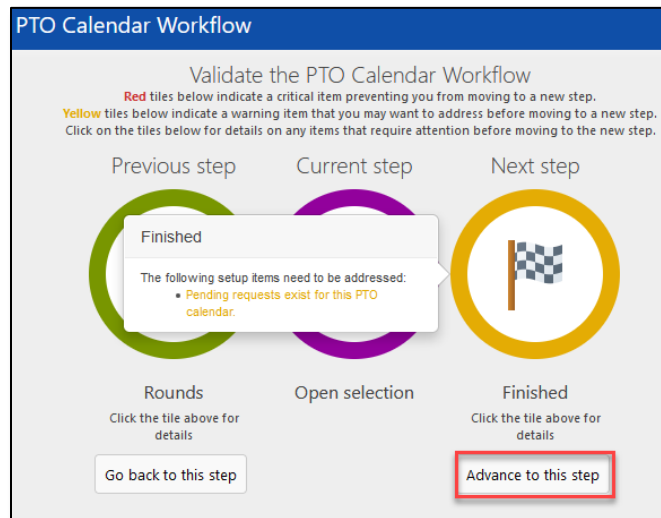 PTO Calendar Workflow
Validate the PTO Calendar Workflow
Red tiles below indicate a critical item preventing you from moving to a new step.
Yellow tiles below indicate a warning item that you may want to address before moving to a new step.
Click on the tiles below for details on any items that require attention before moving to the new step.
Previous step
Current step
Next step
Finished
The following setup items need to be addressed:
Pending requests exist for this PTO
calendar.
Rounds
Open selection
Finished
Click the tile above for
details
Click the tile above for
details
Go back to this step
Advance to this step